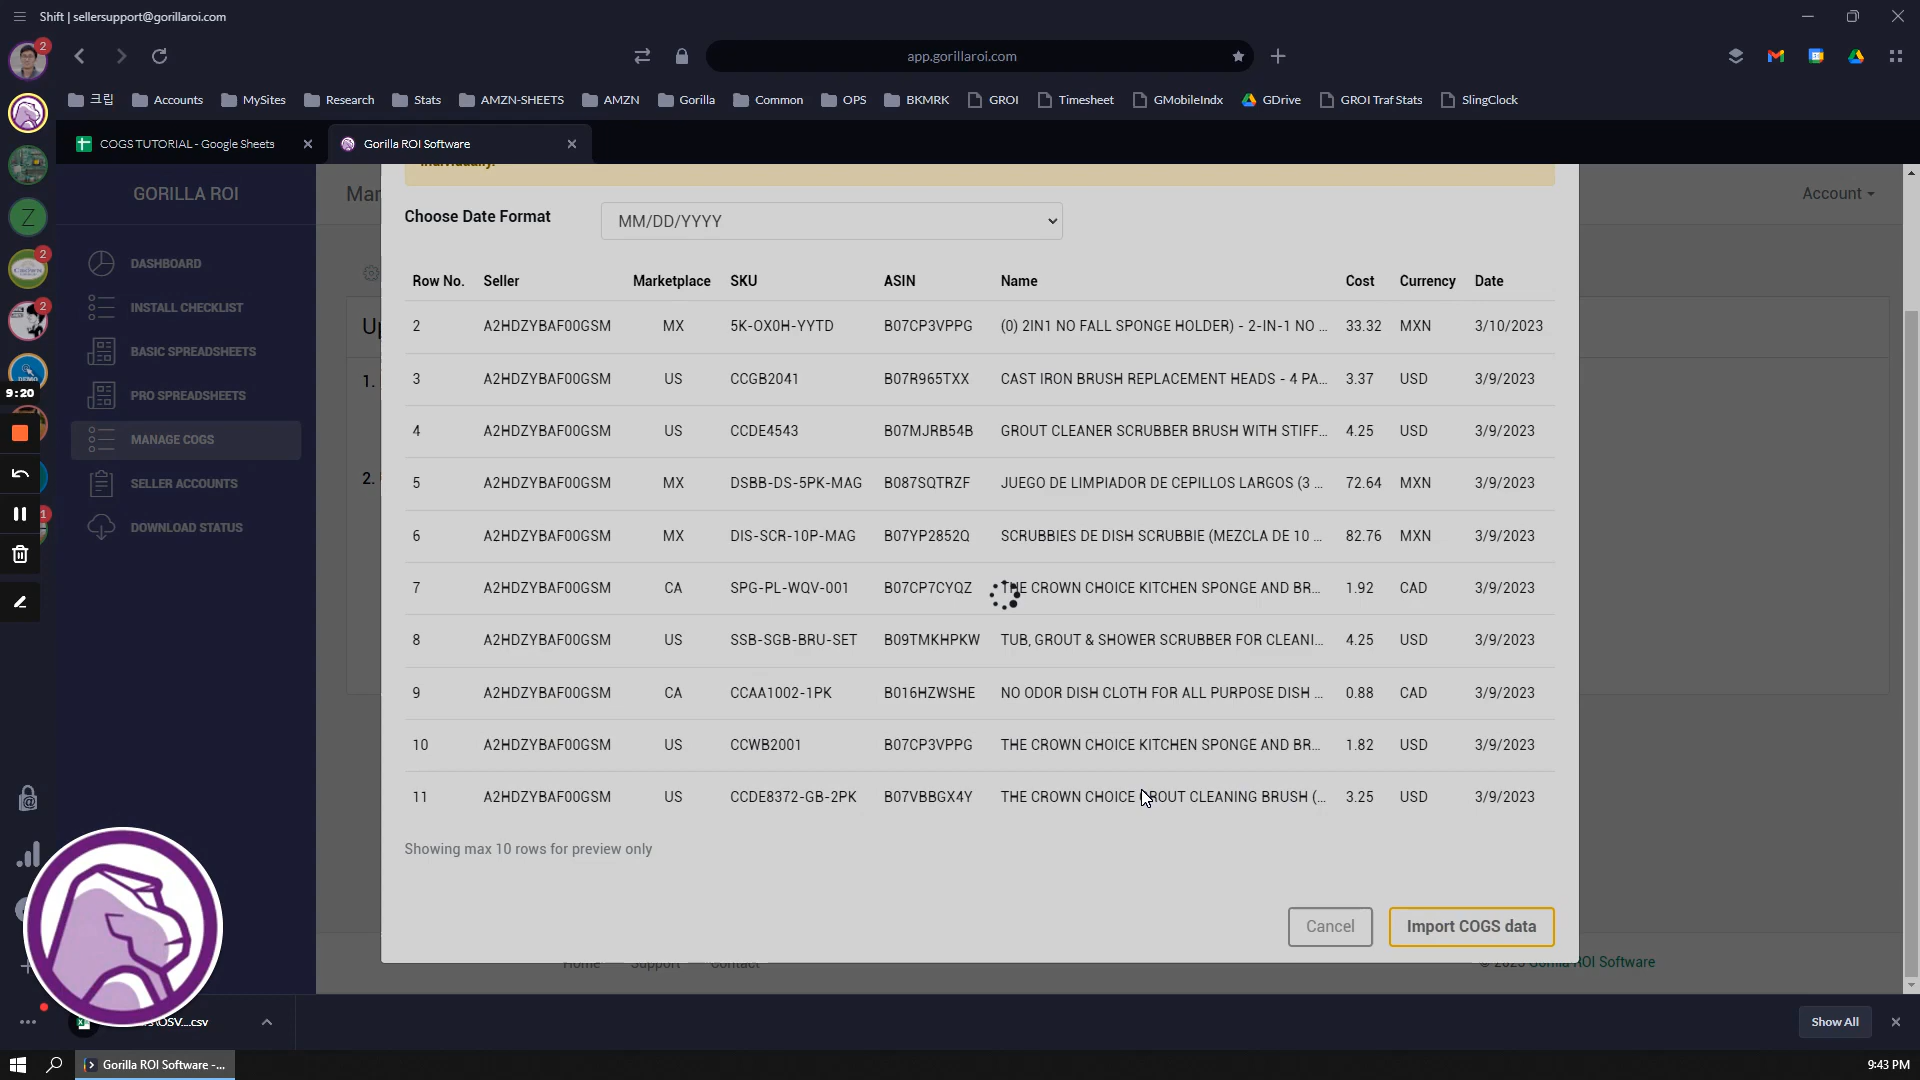 Shift | sellersupport@gorillaroi.com
2
app.gorillaroi.com
크립
Accounts
MySites
Research
Stats
AMZN-SHEETS
AMZN
Gorilla
Common
OPS
BKMRK
GROI
Timesheet
GMobileIndx
GDrive
GROI Traf Stats
SlingClock
COGS TUTORIAL - Google Sheets
Gorilla ROI Software
GORILLA ROI
Account
Choose Date Format
MM/DD/YYYY
Z
2
2
9:20
1
DASHBOARD
INSTALL CHECKLIST
BASIC SPREADSHEETS
PRO SPREADSHEETS
MANAGE COGS
SELLER ACCOUNTS
DOWNLOAD STATUS
1.
2.
Row No. Seller Marketplace SKU ASIN Name Cost Currency Date
2 A2HDZYBAF00GSM MX 5K-OX0H-YYTD B07CP3VPPG (0) 2IN1 NO FALL SPONGE HOLDER) - 2-IN-1 NO ... 33.32 MXN 3/10/2023
3 A2HDZYBAF00GSM US CCGB2041 B07R965TXX CAST IRON BRUSH REPLACEMENT HEADS - 4 PA... 3.37 USD 3/9/2023
4 A2HDZYBAF00GSM US CCDE4543 B07MJRB54B GROUT CLEANER SCRUBBER BRUSH WITH STIFF... 4.25 USD 3/9/2023
5 A2HDZYBAF00GSM MX DSBB-DS-5PK-MAG B087SQTRZF JUEGO DE LIMPIADOR DE CEPILLOS LARGOS (3 ... 72.64 MXN 3/9/2023
6 A2HDZYBAF00GSM MX DIS-SCR-10P-MAG B07YP2852Q SCRUBBIES DE DISH SCRUBBIE (MEZCLA DE 10 ... 82.76 MXN 3/9/2023
7 A2HDZYBAF00GSM CA SPG-PL-WQV-001 B07CP7CYQZ THE CROWN CHOICE KITCHEN SPONGE AND BR... 1.92 CAD 3/9/2023
8 A2HDZYBAF00GSM US SSB-SGB-BRU-SET B09TMKHPKW TUB, GROUT & SHOWER SCRUBBER FOR CLEANI... 4.25 USD 3/9/2023
9 A2HDZYBAF00GSM CA CCAA1002-1PK B016HZWSHE NO ODOR DISH CLOTH FOR ALL PURPOSE DISH ... 0.88 CAD 3/9/2023
10 A2HDZYBAF00GSM US CCWB2001 B07CP3VPPG THE CROWN CHOICE KITCHEN SPONGE AND BR... 1.82 USD 3/9/2023
11 A2HDZYBAF00GSM US CCDE8372-GB-2PK B07VBBGX4Y THE CROWN CHOICE GROUT CLEANING BRUSH (... 3.25 USD 3/9/2023
Showing max 10 rows for preview only
Cancel
Import COGS data
Home Support Contact
Gorilla ROI Software
Show All
Gorilla ROI Software -...
9:43 PM